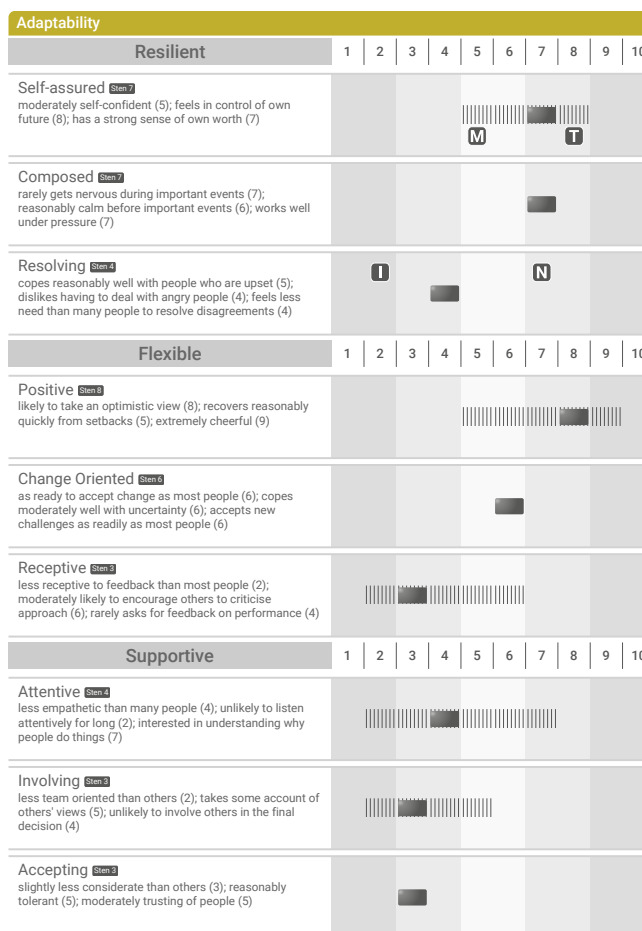 Adaptability
Resilient 1 2 3 4 5 6 7 8 9 10
Self-assured Sten 7
moderately self-confident (5); feels in control of own
future (8); has a strong sense of own worth (7)
M T
Composed Sten 7
rarely gets nervous during important events (7);
reasonably calm before important events (6); works well
under pressure (7)
Resolving Sten 4
I N
copes reasonably well with people who are upset (5);
dislikes having to deal with angry people (4); feels less
need than many people to resolve disagreements (4)
Flexible 1 2 3 4 5 6 7 8 9 10
Positive Sten 8
likely to take an optimistic view (8); recovers reasonably
quickly from setbacks (5); extremely cheerful (9)
Change Oriented Sten 6
as ready to accept change as most people (6); copes
moderately well with uncertainty (6); accepts new
challenges as readily as most people (6)
Receptive Sten 3
less receptive to feedback than most people (2);
moderately likely to encourage others to criticise
approach (6); rarely asks for feedback on performance (4)
Supportive 1 2 3 4 5 6 7 8 9 10
Attentive Sten 4
less empathetic than many people (4); unlikely to listen
attentively for long (2); interested in understanding why
people do things (7)
Involving Sten 3
less team oriented than others (2); takes some account of
others' views (5); unlikely to involve others in the final
decision (4)
Accepting Sten 3
slightly less considerate than others (3); reasonably
tolerant (5); moderately trusting of people (5)